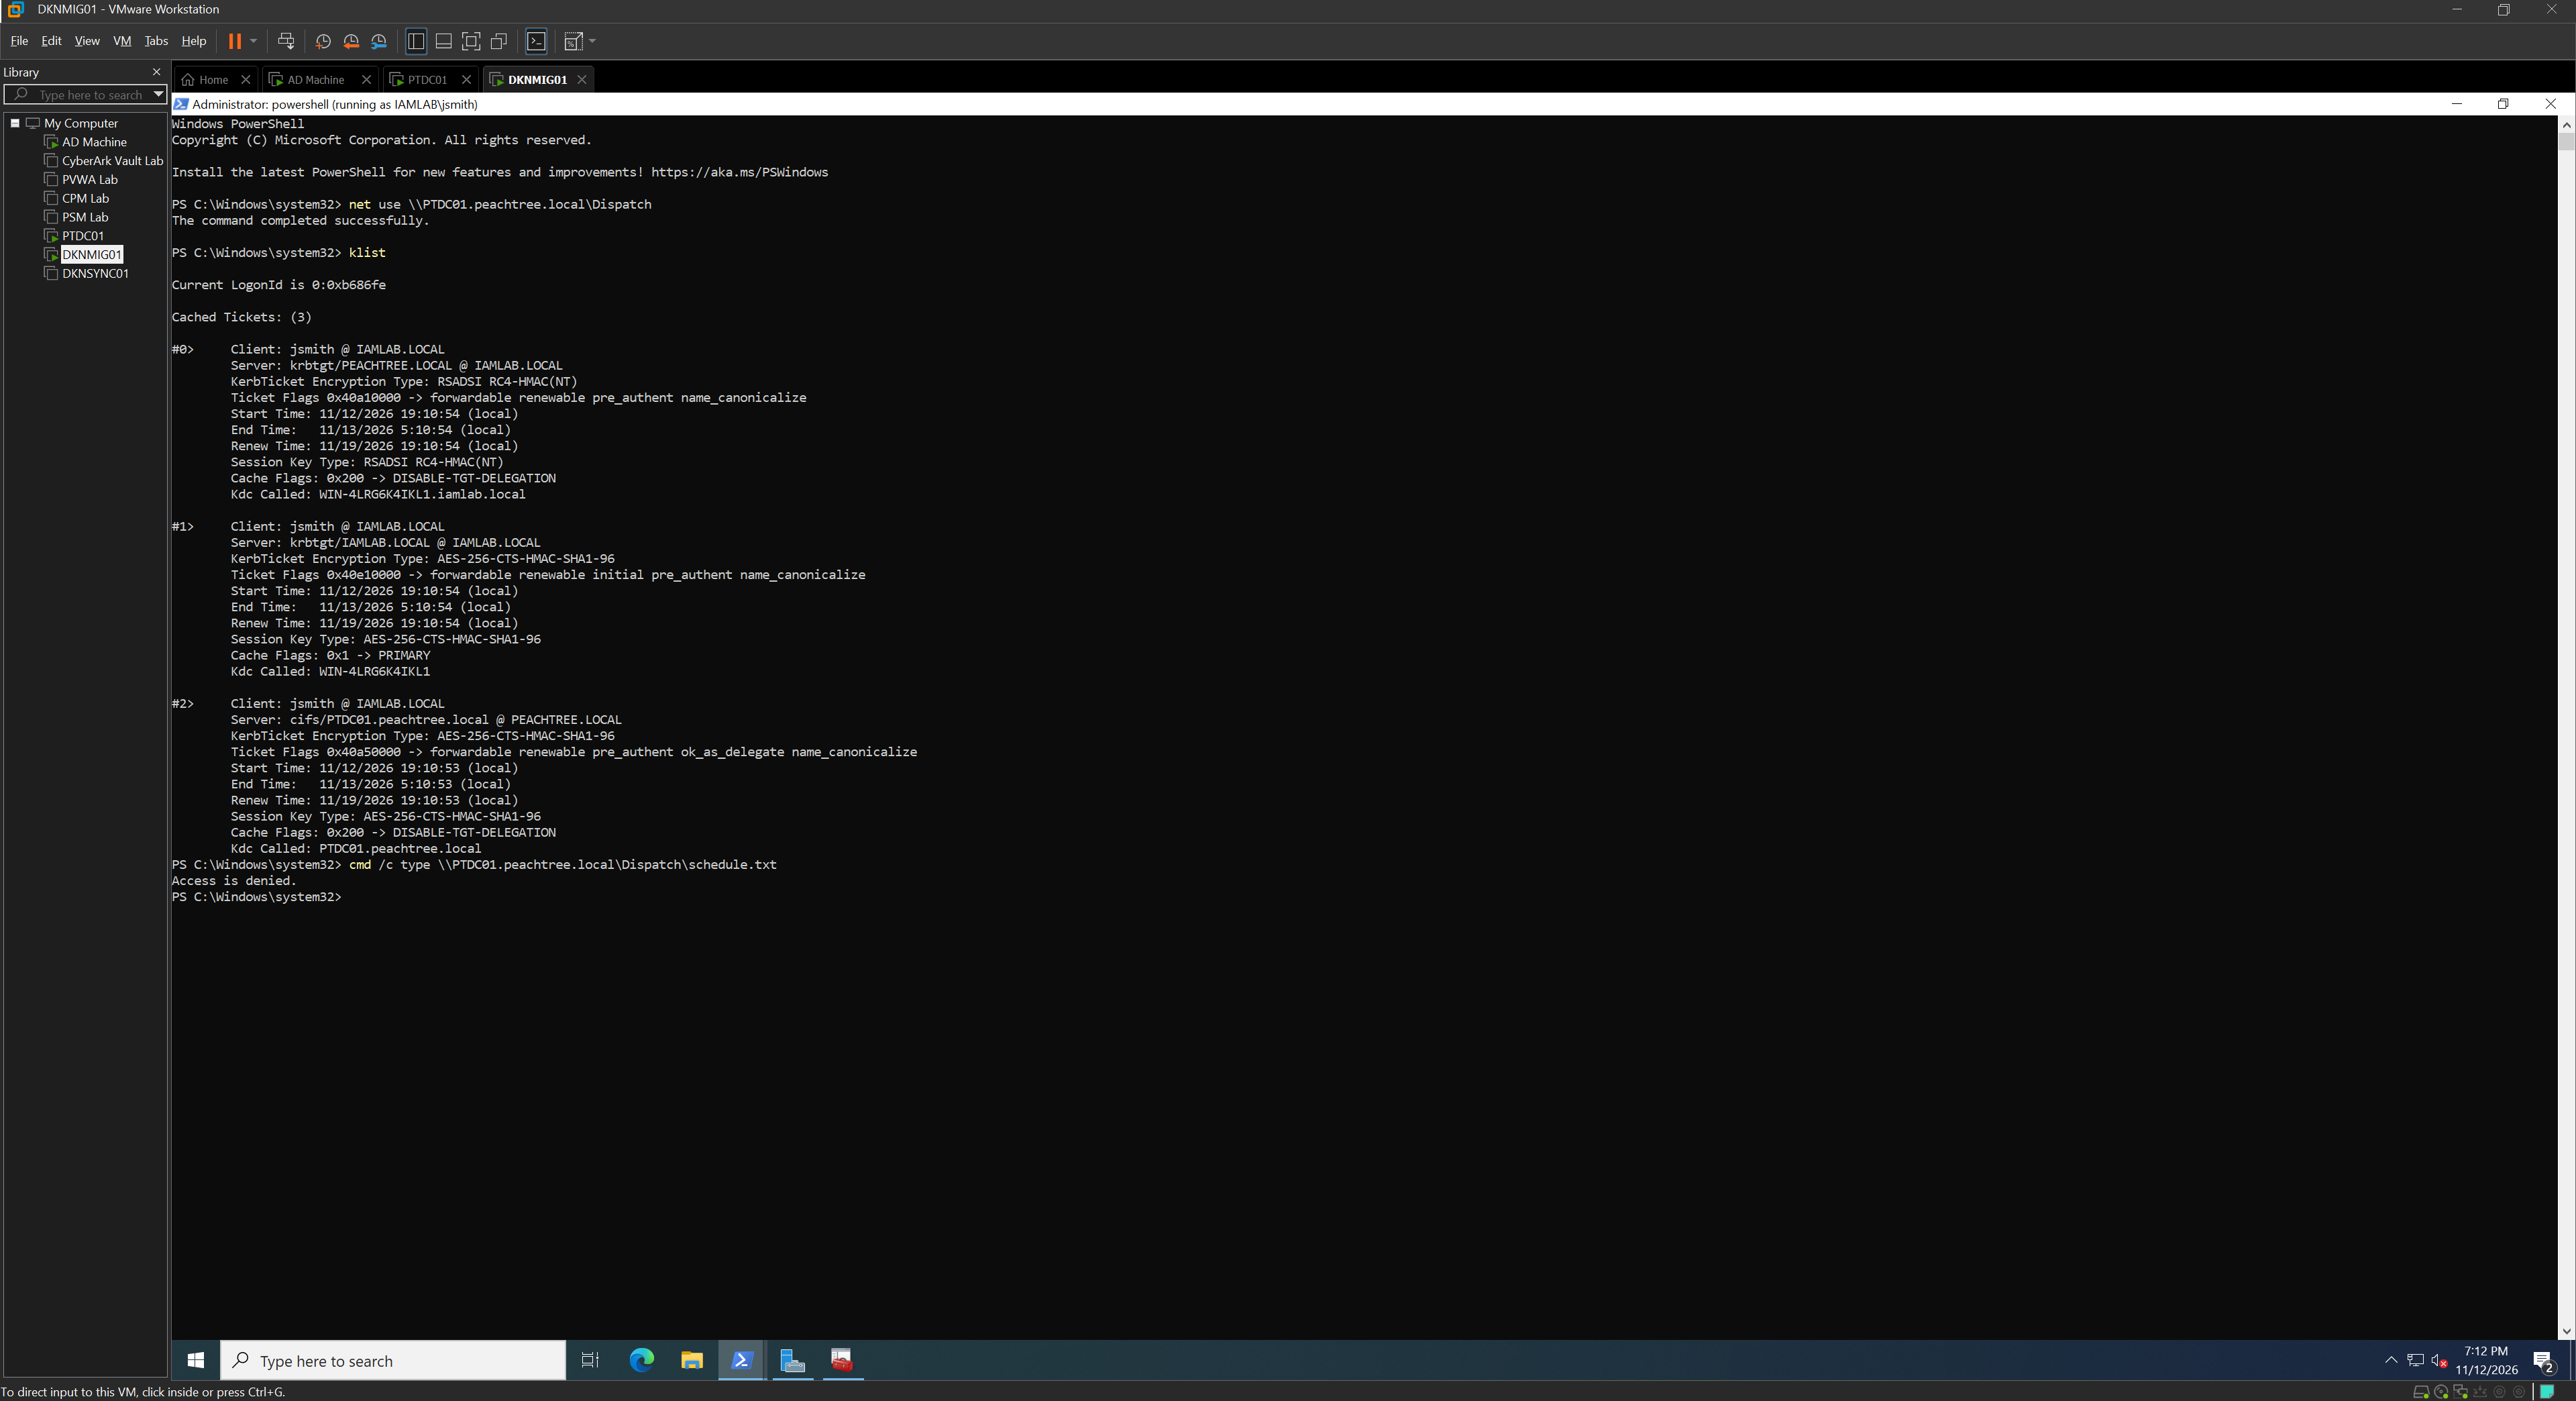 DKNMIG01 - VMware Workstation
File Edit View VM Tabs Help
Library
Type here to search
My Computer
AD Machine
CyberArk Vault Lab
PVWA Lab
CPM Lab
PSM Lab
PTDC01
DKNMIG01
DKNSYNC01
Home AD Machine PTDC01 DKNMIG01
Administrator: powershell (running as IAMLAB\jsmith)
Windows PowerShell
Copyright (C) Microsoft Corporation. All rights reserved.
Install the latest PowerShell for new features and improvements! https://aka.ms/PSWindows
PS C:\Windows\system32> net use \\PTDC01.peachtree.local\Dispatch
The command completed successfully.
PS C:\Windows\system32> klist
Current LogonId is 0:0xb686fe
Cached Tickets: (3)
#0> Client: jsmith @ IAMLAB.LOCAL
Server: krbtgt/PEACHTREE.LOCAL @ IAMLAB.LOCAL
KerbTicket Encryption Type: RSADSI RC4-HMAC(NT)
Ticket Flags 0x40a10000 -> forwardable renewable pre_authent name_canonicalize
Start Time: 11/12/2026 19:10:54 (local)
End Time: 11/13/2026 5:10:54 (local)
Renew Time: 11/19/2026 19:10:54 (local)
Session Key Type: RSADSI RC4-HMAC(NT)
Cache Flags: 0x200 -> DISABLE-TGT-DELEGATION
Kdc Called: WIN-4LRG6K4IKL1.iamlab.local
#1> Client: jsmith @ IAMLAB.LOCAL
Server: krbtgt/IAMLAB.LOCAL @ IAMLAB.LOCAL
KerbTicket Encryption Type: AES-256-CTS-HMAC-SHA1-96
Ticket Flags 0x40e10000 -> forwardable renewable initial pre_authent name_canonicalize
Start Time: 11/12/2026 19:10:54 (local)
End Time: 11/13/2026 5:10:54 (local)
Renew Time: 11/19/2026 19:10:54 (local)
Session Key Type: AES-256-CTS-HMAC-SHA1-96
Cache Flags: 0x1 -> PRIMARY
Kdc Called: WIN-4LRG6K4IKL1
#2> Client: jsmith @ IAMLAB.LOCAL
Server: cifs/PTDC01.peachtree.local @ PEACHTREE.LOCAL
KerbTicket Encryption Type: AES-256-CTS-HMAC-SHA1-96
Ticket Flags 0x40a50000 -> forwardable renewable pre_authent ok_as_delegate name_canonicalize
Start Time: 11/12/2026 19:10:53 (local)
End Time: 11/13/2026 5:10:53 (local)
Renew Time: 11/19/2026 19:10:53 (local)
Session Key Type: AES-256-CTS-HMAC-SHA1-96
Cache Flags: 0x200 -> DISABLE-TGT-DELEGATION
Kdc Called: PTDC01.peachtree.local
PS C:\Windows\system32> cmd /c type \\PTDC01.peachtree.local\Dispatch\schedule.txt
Access is denied.
PS C:\Windows\system32>
Type here to search
7:12 PM
11/12/2026
2
To direct input to this VM, click inside or press Ctrl+G.